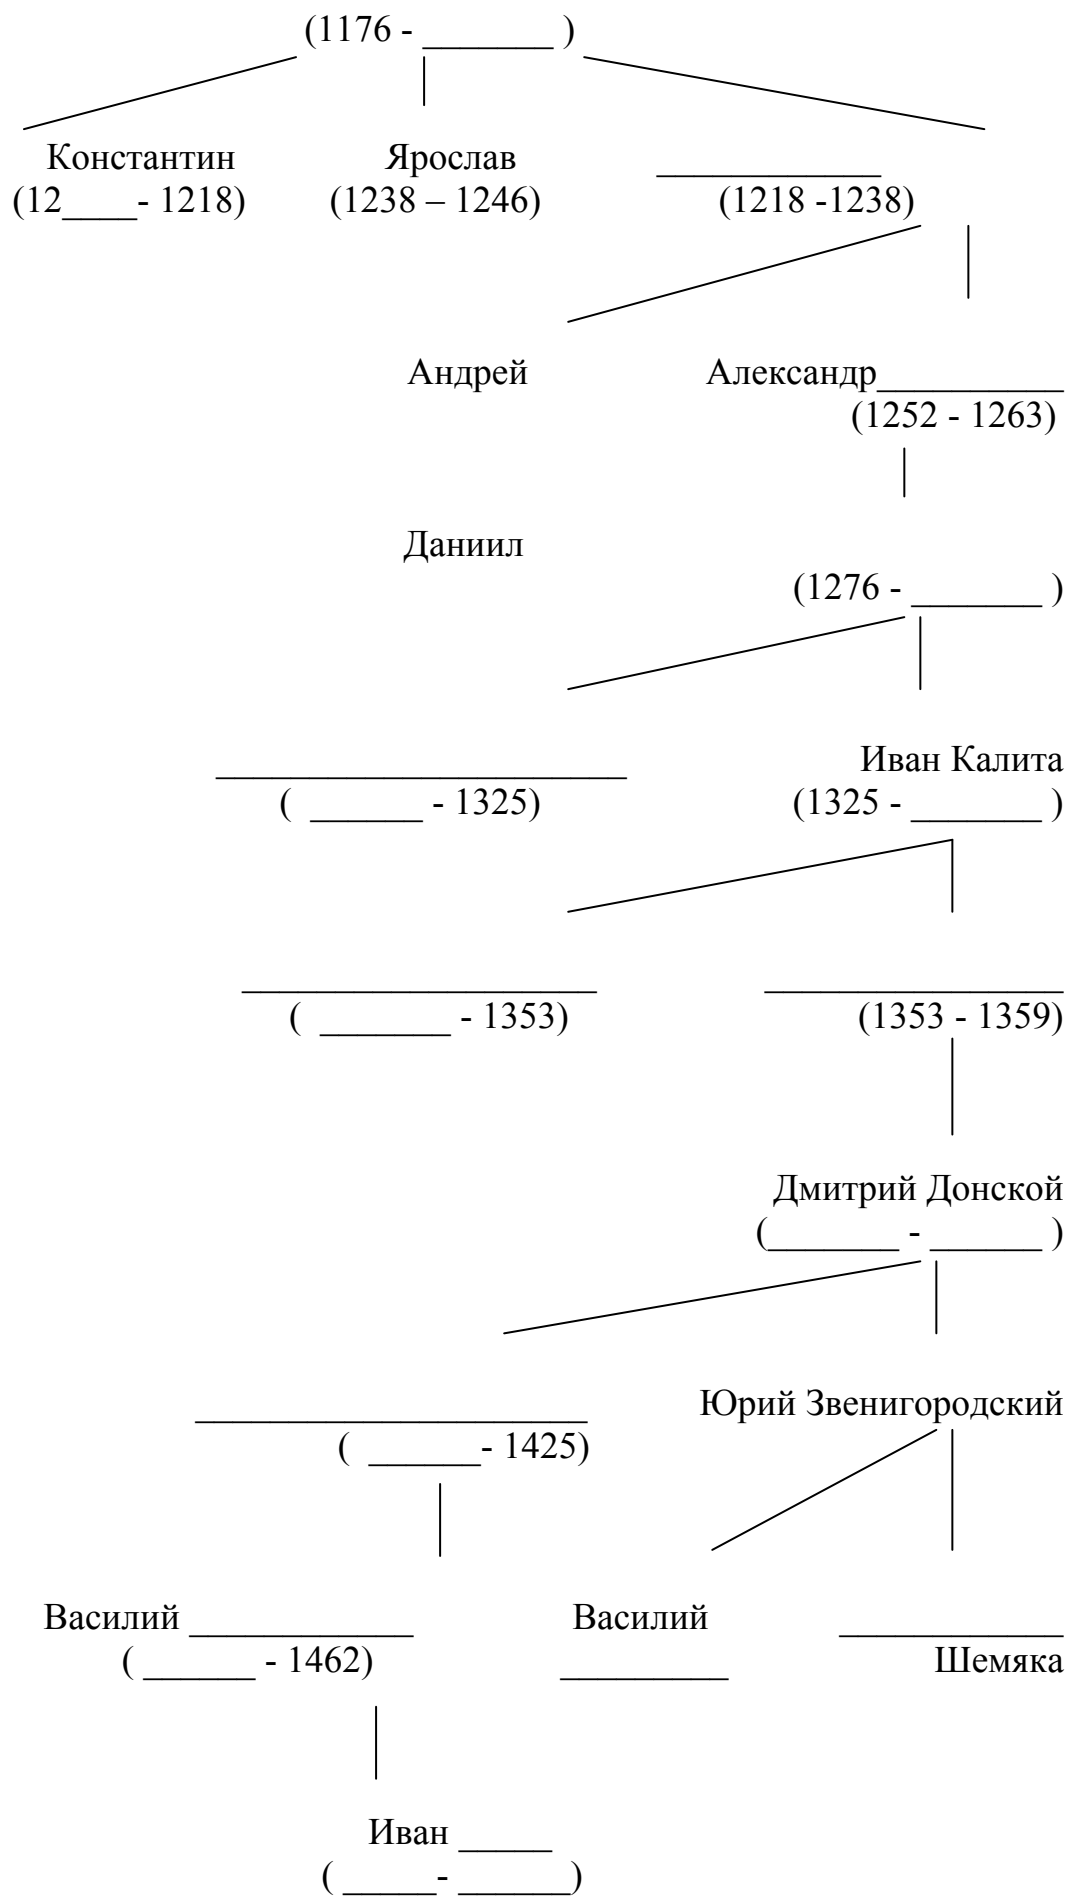 (1176 - _______ )
Константин Ярослав ____________
(12____- 1218) (1238 – 1246) (1218 -1238)
Андрей Александр__________
(1252 - 1263)
Даниил
(1276 - _______ )
______________________ Иван Калита
( ______ - 1325) (1325 - _______ )
___________________ ________________
( _______ - 1353) (1353 - 1359)
Дмитрий Донской
(_______ - ______ )
_____________________ Юрий Звенигородский
( ______- 1425)
Василий ____________ Василий ____________
( ______ - 1462) _________ Шемяка
Иван _____
( _____- ______)